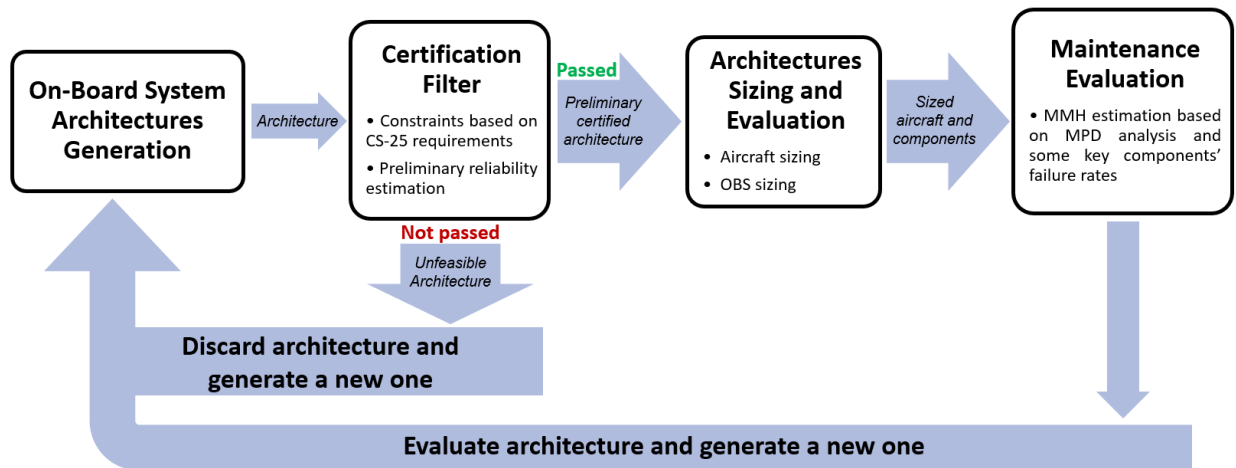 On-Board System
Architectures
Generation
Architecture
Certification
Filter
• Constraints based on
CS-25 requirements
• Preliminary reliability
estimation
Passed
Preliminary
certified
architecture
Not passed
Unfeasible
Architecture
Architectures
Sizing and
Evaluation
• Aircraft sizing
• OBS sizing
Sized
aircraft and
components
Maintenance
Evaluation
• MMH estimation based
on MPD analysis and
some key components’
failure rates
Discard architecture and
generate a new one
Evaluate architecture and generate a new one